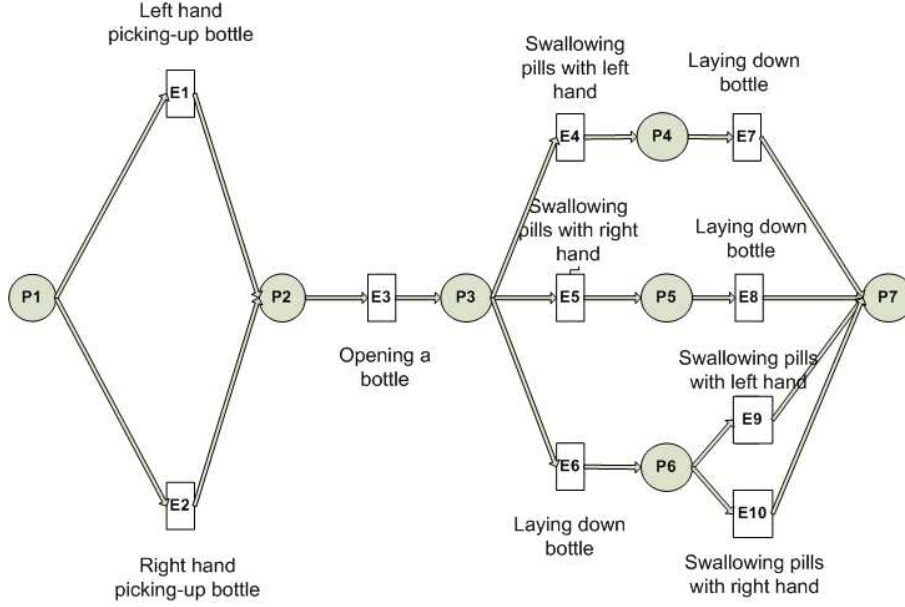 Left hand
picking-up bottle
E1
Swallowing
pills with left
hand
Laying down
bottle
E4
P4
E7
Swallowing
pills with right
hand
Laying down
bottle
P1
P2
E3
P3
E5
P5
E8
P7
Opening a
bottle
Swallowing pills
with left hand
E9
E6
P6
E2
E10
Laying down
bottle
Right hand
picking-up bottle
Swallowing pills
with right hand